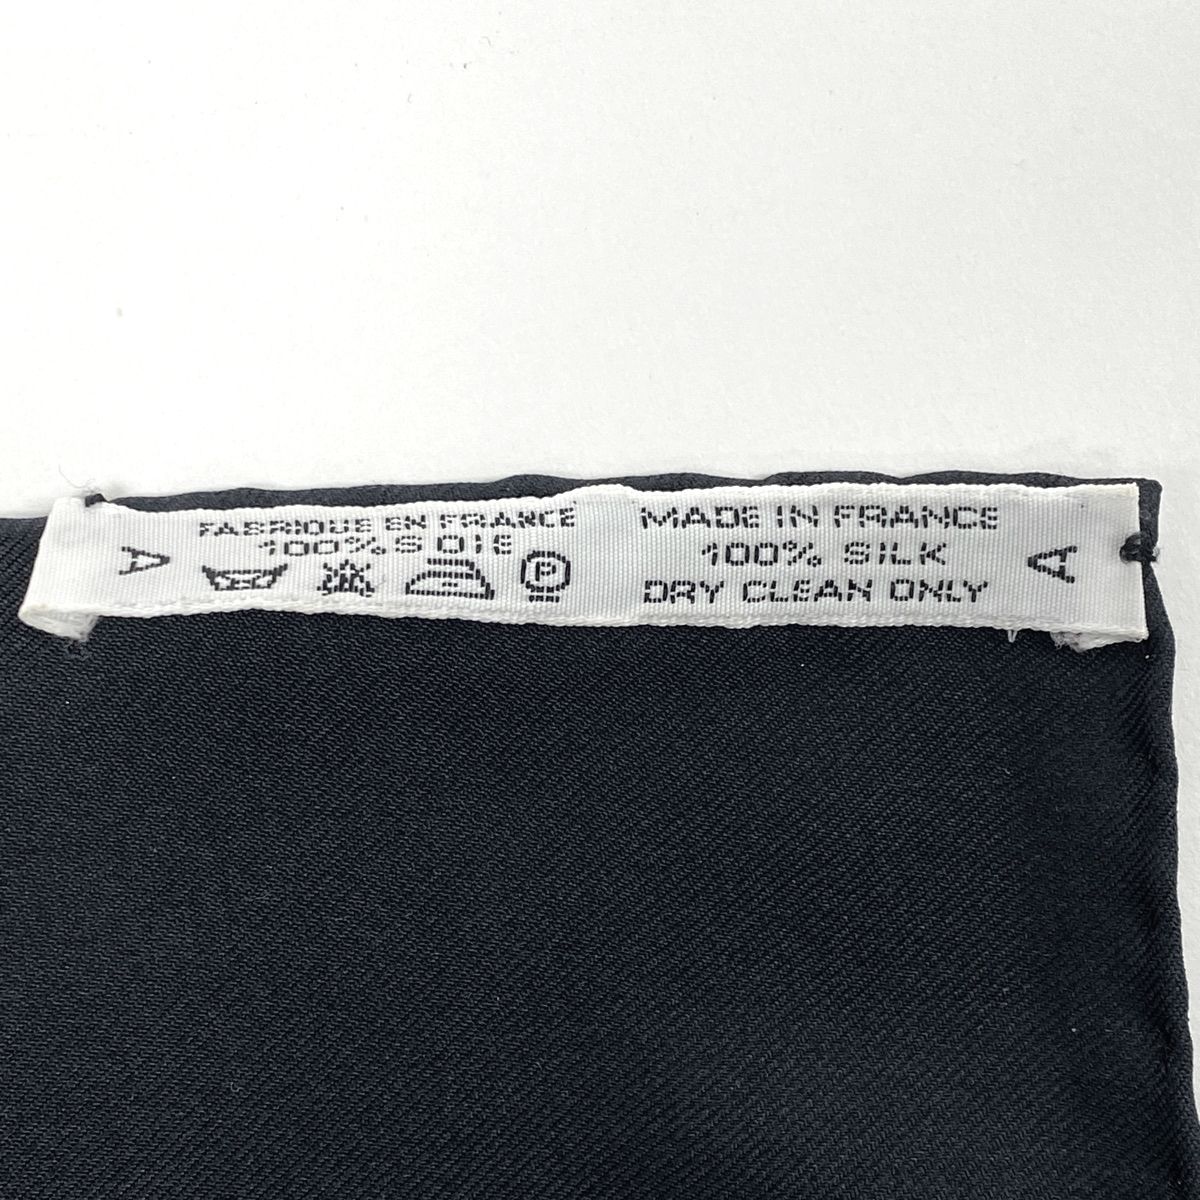 A
FABRIQUE EN FRANCE
100% SOIE
P
MADE IN FRANCE
100% SILK
DRY CLEAN ONLY
A